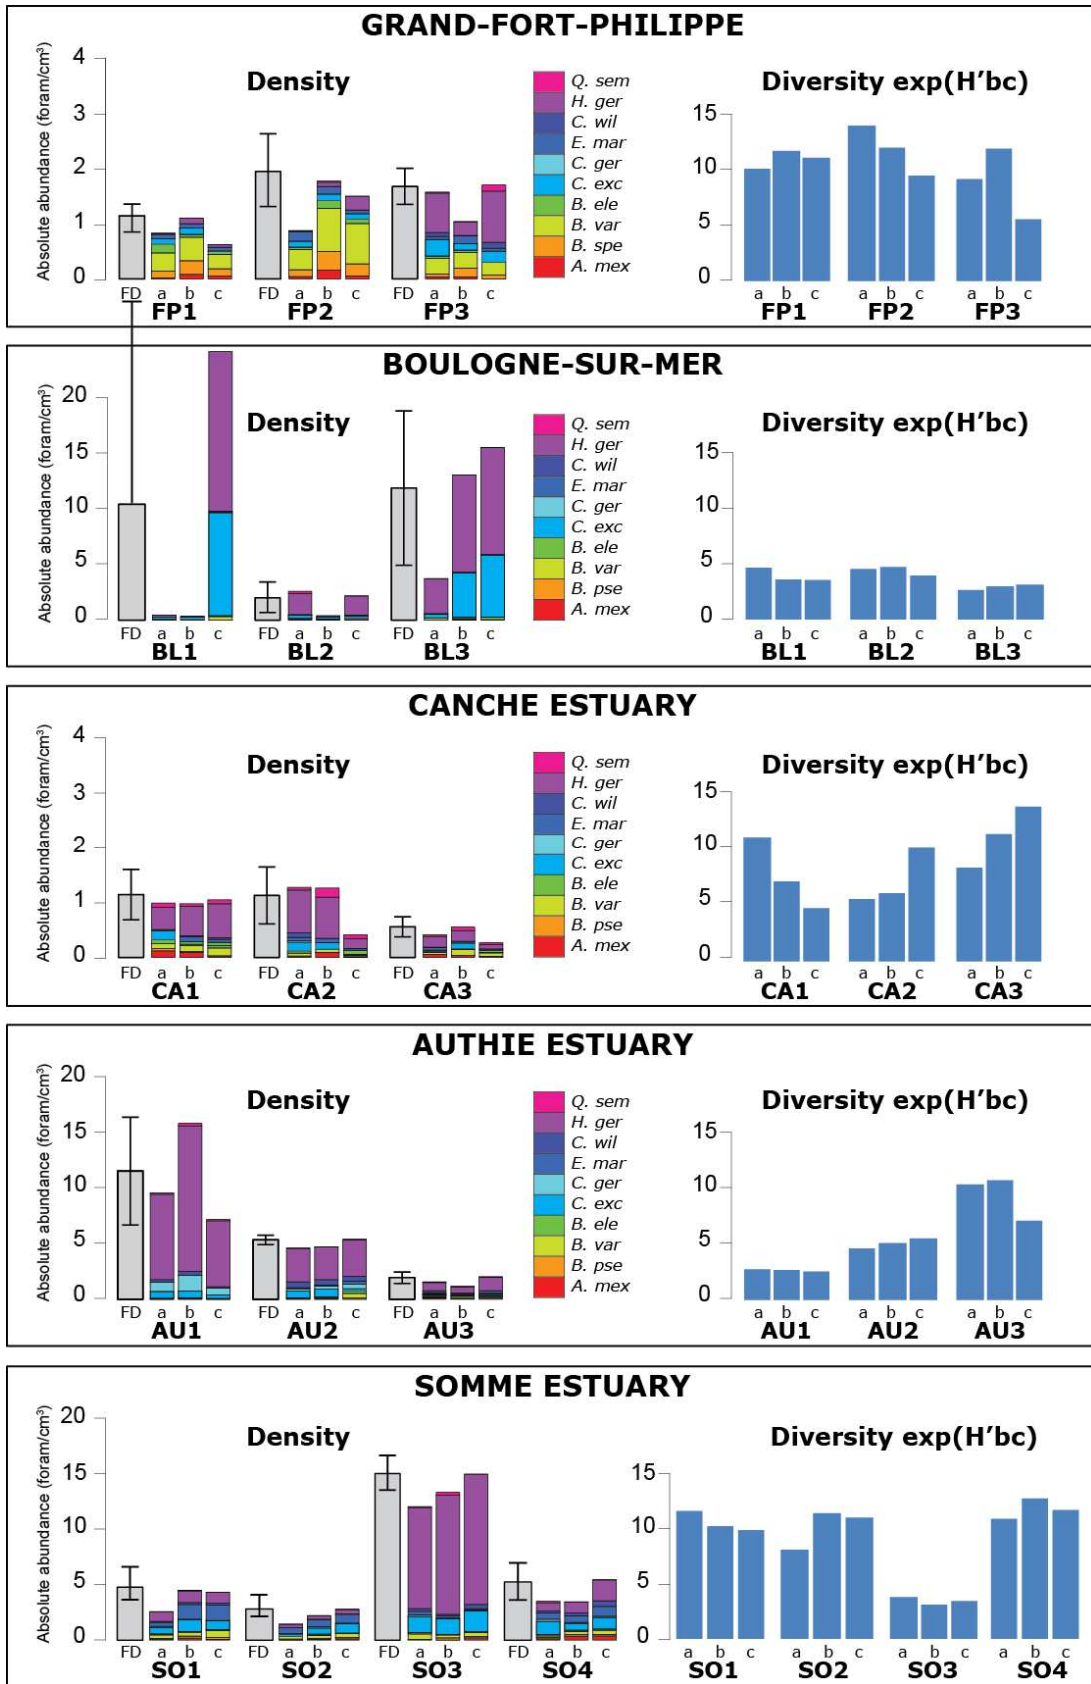 GRAND-FORT-PHILIPPE
Density
Diversity exp(H'bc)
Absolute abundance (foram/cm³)
4
3
2
1
0
Q. sem
H. ger
C. wil
E. mar
C. ger
C. exc
B. ele
B. var
B. spe
A. mex
15
10
5
0
FD a b c FD a b c FD a b c
FP1 FP2 FP3
a b c a b c a b c
FP1 FP2 FP3
BOULOGNE-SUR-MER
Density
Diversity exp(H'bc)
Absolute abundance (foram/cm³)
20
15
10
5
0
Q. sem
H. ger
C. wil
E. mar
C. ger
C. exc
B. ele
B. var
B. pse
A. mex
15
10
5
0
FD a b c FD a b c FD a b c
BL1 BL2 BL3
a b c a b c a b c
BL1 BL2 BL3
CANCHE ESTUARY
Density
Diversity exp(H'bc)
Absolute abundance (foram/cm³)
4
3
2
1
0
Q. sem
H. ger
C. wil
E. mar
C. ger
C. exc
B. ele
B. var
B. pse
A. mex
15
10
5
0
FD a b c FD a b c FD a b c
CA1 CA2 CA3
a b c a b c a b c
CA1 CA2 CA3
AUTHIE ESTUARY
Density
Diversity exp(H'bc)
Absolute abundance (foram/cm³)
20
15
10
5
0
Q. sem
H. ger
C. wil
E. mar
C. ger
C. exc
B. ele
B. var
B. pse
A. mex
15
10
5
0
FD a b c FD a b c FD a b c
AU1 AU2 AU3
a b c a b c a b c
AU1 AU2 AU3
SOMME ESTUARY
Density
Diversity exp(H'bc)
Absolute abundance (foram/cm³)
20
15
10
5
0
15
10
5
0
FD a b c FD a b c FD a b c FD a b c
SO1 SO2 SO3 SO4
a b c a b c a b c a b c
SO1 SO2 SO3 SO4